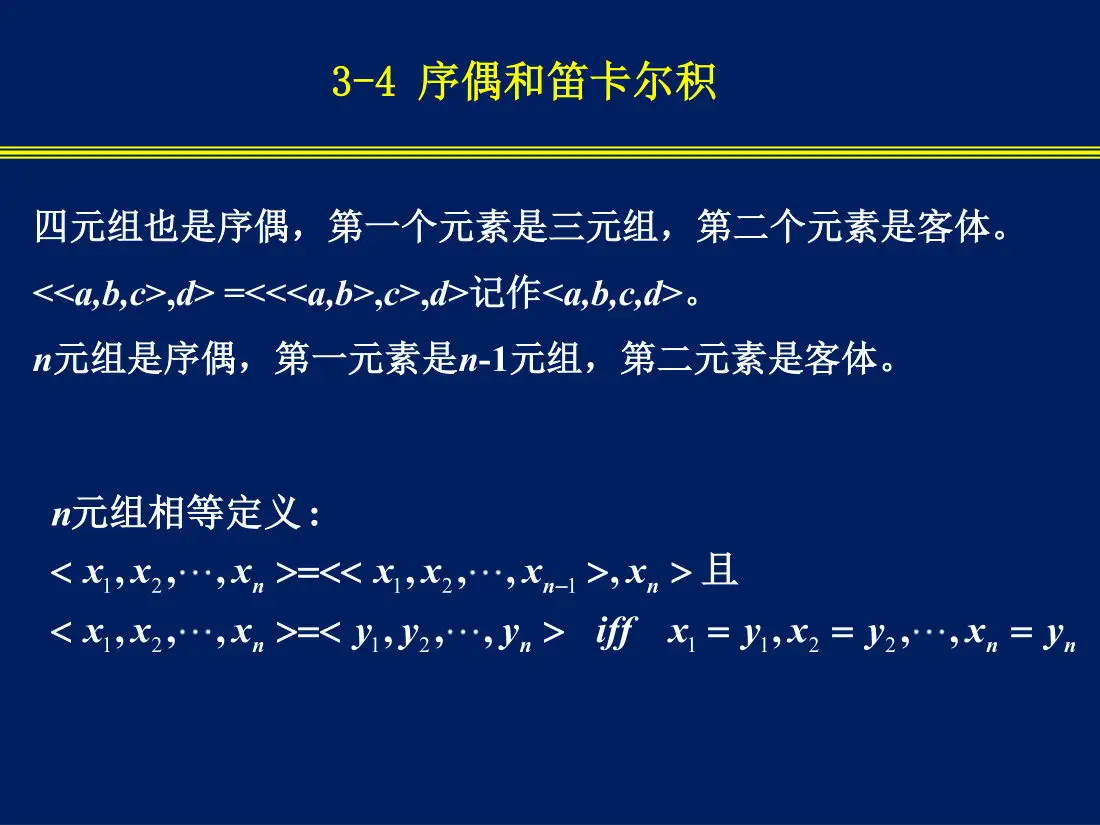 3-4 序偶和笛卡尔积
四元组也是序偶，第一个元素是三元组，第二个元素是客体。
<<a,b,c>,d> =<<<a,b>,c>,d>记作<a,b,c,d>。
n元组是序偶，第一元素是n-1元组，第二元素是客体。
n元组相等定义：
< x₁, x₂, ⋯, xₙ >=<< x₁, x₂, ⋯, xₙ₋₁ >, xₙ > 且
< x₁, x₂, ⋯, xₙ >=< y₁, y₂, ⋯, yₙ > iff x₁ = y₁, x₂ = y₂, ⋯, xₙ = yₙ